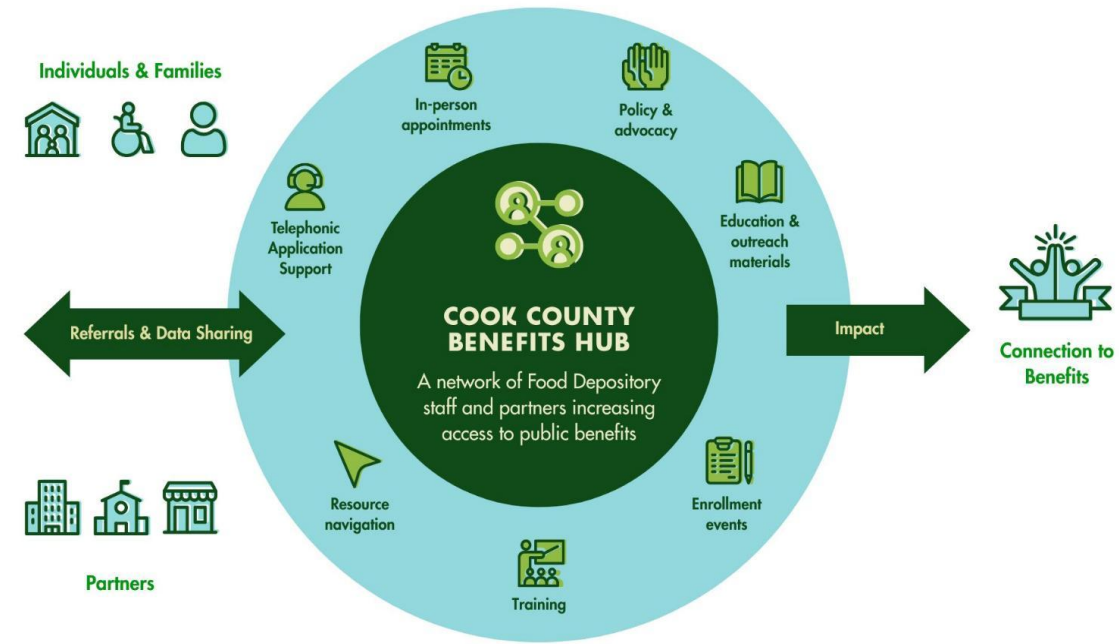 Individuals & Families
In-person
appointments
Policy &
advocacy
Telephonic
Application
Support
Education &
outreach
materials
Referrals & Data Sharing
COOK COUNTY
BENEFITS HUB
A network of Food Depository
staff and partners increasing
access to public benefits
Impact
Connection to
Benefits
Resource
navigation
Enrollment
events
Training
Partners